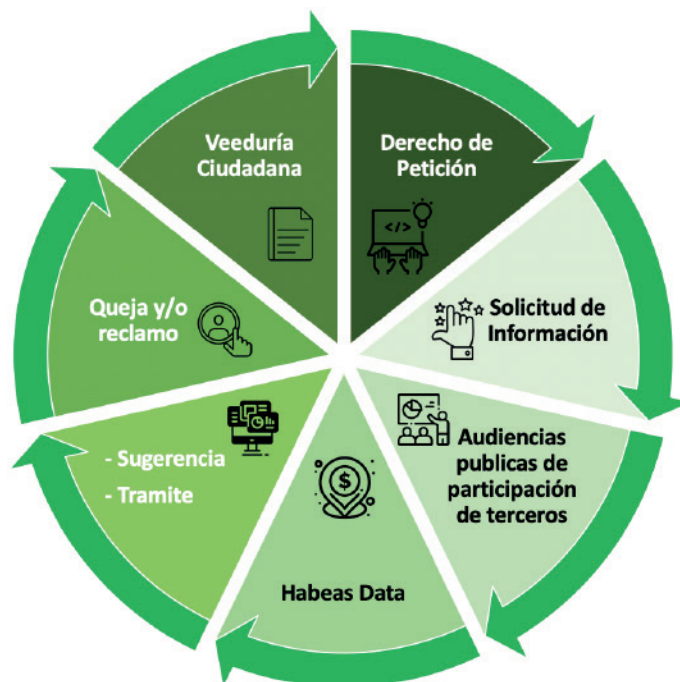 Derecho de
Petición
Solicitud de
Información
Audiencias
publicas de
participación
de terceros
Habeas Data
- Sugerencia
- Tramite
Queja y/o
reclamo
Veeduría
Ciudadana